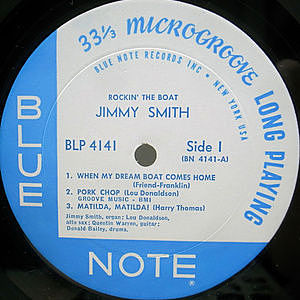 33 1/3 MICROGROOVE LONG PLAYING
BLUE NOTE RECORDS INC • NEW YORK USA
ROCKIN' THE BOAT
JIMMY SMITH
BLP 4141 Side 1
(BN 4141-A)
1. WHEN MY DREAM BOAT COMES HOME
(Friend-Franklin)
2. PORK CHOP (Lou Donaldson)
GROOVE MUSIC - BMI
3. MATILDA, MATILDA! (Harry Thomas)
Jimmy Smith, organ; Lou Donaldson,
alto sax; Quentin Warren, guitar;
Donald Bailey, drums.
BLUE
NOTE®